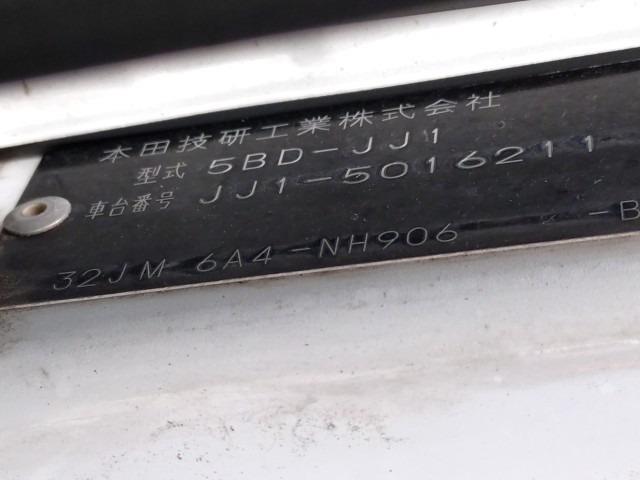 本田技研工業株式会社
型式 5BD-JJ1
車台番号 JJ1-5016211
32JM 6A4-NH906 -B